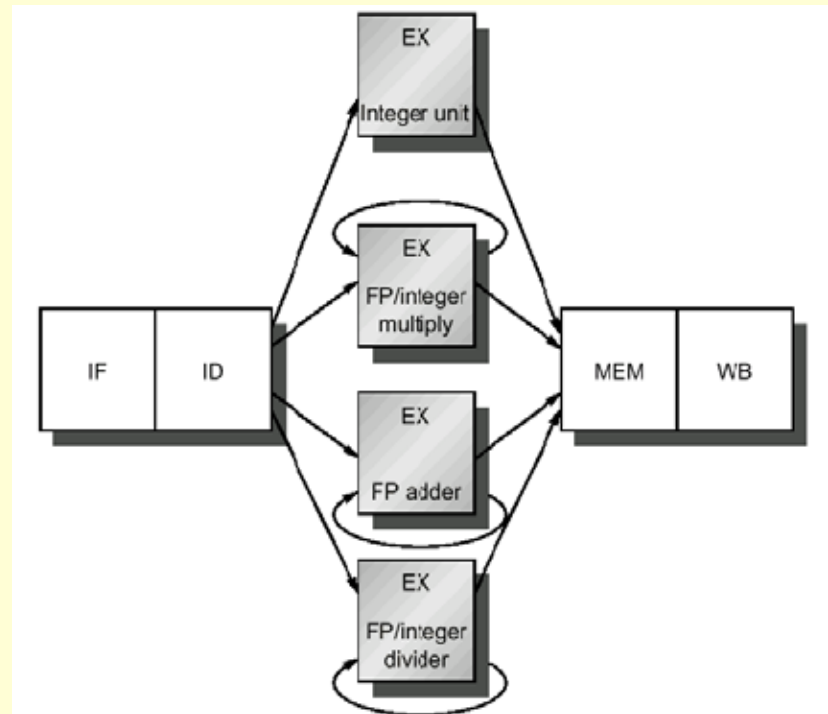 EX
Integer unit
EX
FP/integer
multiply
IF
ID
MEM
WB
EX
FP adder
EX
FP/integer
divider